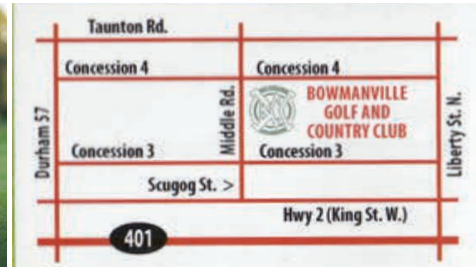 Taunton Rd.
Concession 4
Concession 4
Durham 57
Middle Rd.
BOWMANVILLE
GOLF AND
COUNTRY CLUB
Liberty St. N.
Concession 3
Concession 3
Scugog St. >
Hwy 2 (King St. W.)
401